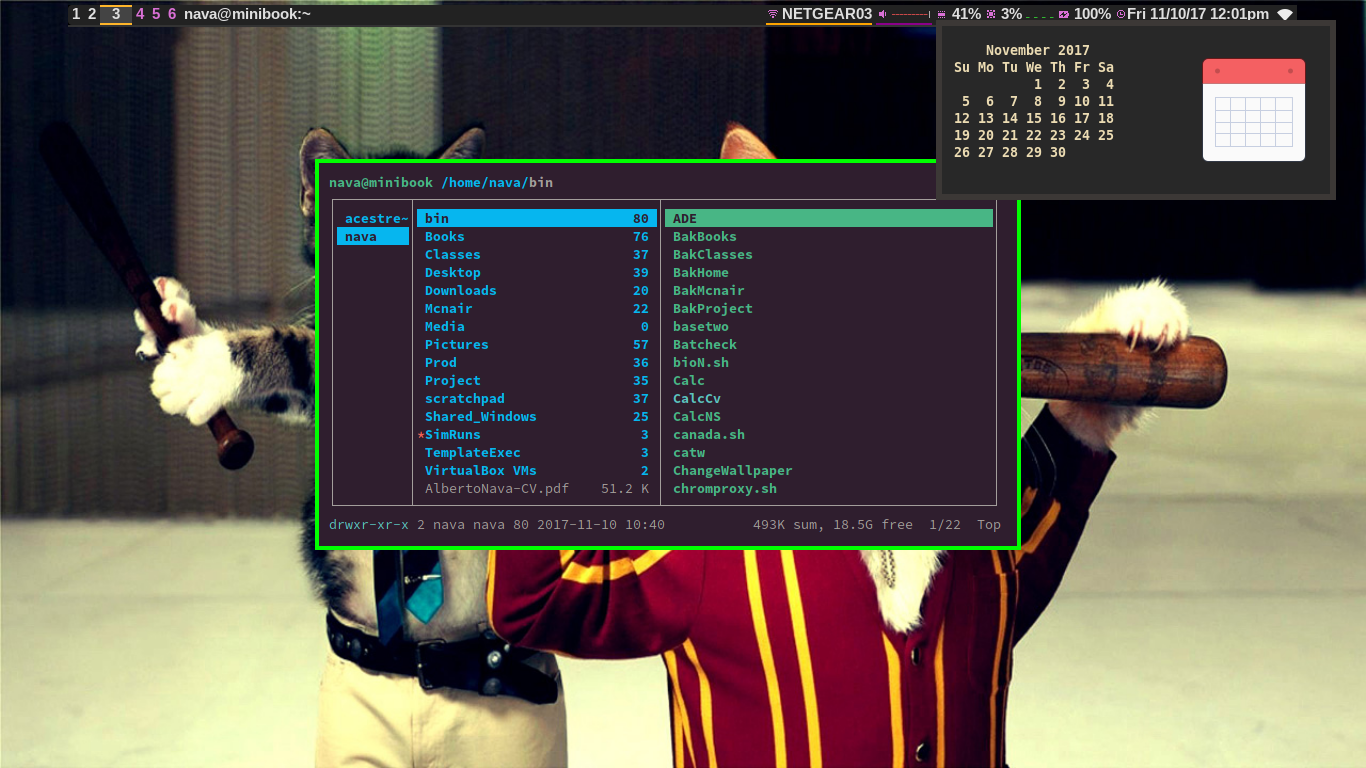 1 2 3 4 5 6 nava@minibook:~ NETGEAR03 41% 3% 100% Fri 11/10/17 12:01pm
November 2017
Su Mo Tu We Th Fr Sa
1 2 3 4
5 6 7 8 9 10 11
12 13 14 15 16 17 18
19 20 21 22 23 24 25
26 27 28 29 30
nava@minibook /home/nava/bin
acestre~ bin 80 ADE
nava Books 76 BakBooks
Classes 37 BakClasses
Desktop 39 BakHome
Downloads 20 BakMcnair
Mcnair 22 BakProject
Media 0 basetwo
Pictures 57 Batcheck
Prod 36 bioN.sh
Project 35 Calc
scratchpad 37 CalcCv
Shared_Windows 25 CalcNS
*SimRuns 3 canada.sh
TemplateExec 3 catw
VirtualBox VMs 2 ChangeWallpaper
AlbertoNava-CV.pdf 51.2 K chromproxy.sh
drwxr-xr-x 2 nava nava 80 2017-11-10 10:40 493K sum, 18.5G free 1/22 Top